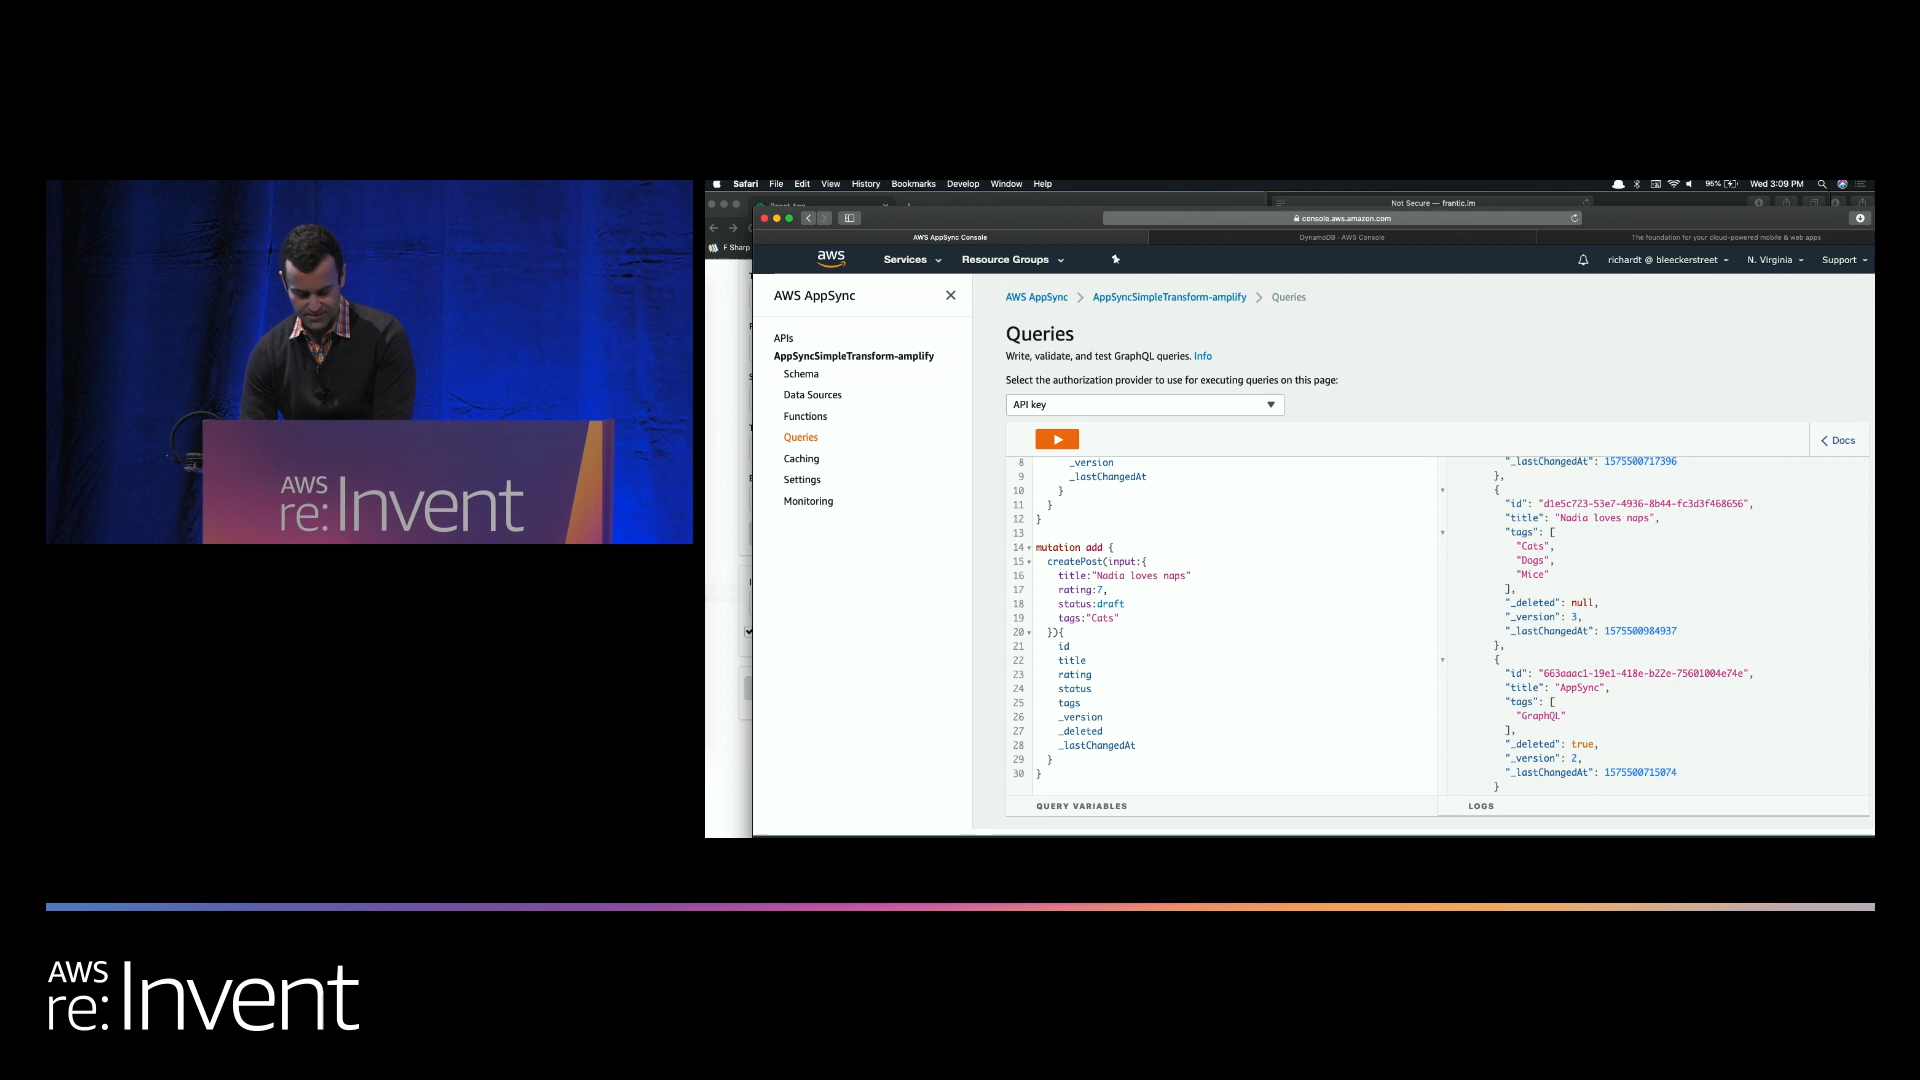 AWS
re:Invent
Safari File Edit View History Bookmarks Develop Window Help
95% Wed 3:09 PM
Not Secure — frantic.im
console.aws.amazon.com
F Sharp
AWS AppSync Console
DynamoDB · AWS Console
The foundation for your cloud-powered mobile & web apps
aws
Services
Resource Groups
richardt @ bleeckerstreet
N. Virginia
Support
AWS AppSync
APIs
AppSyncSimpleTransform-amplify
Schema
Data Sources
Functions
Queries
Caching
Settings
Monitoring
AWS AppSync > AppSyncSimpleTransform-amplify > Queries
Queries
Write, validate, and test GraphQL queries. Info
Select the authorization provider to use for executing queries on this page:
API key
Docs
8 _version
9 _lastChangedAt
10 }
11 }
12 }
13
14 mutation add {
15 createPost(input:{
16 title:"Nadia loves naps"
17 rating:7,
18 status:draft
19 tags:"Cats"
20 }){
21 id
22 title
23 rating
24 status
25 tags
26 _version
27 _deleted
28 _lastChangedAt
29 }
30 }
QUERY VARIABLES
"_lastChangedAt": 1575500717396
},
{
"id": "d1e5c723-53e7-4936-8b44-fc3d3f468656",
"title": "Nadia loves naps",
"tags": [
"Cats",
"Dogs",
"Mice"
],
"_deleted": null,
"_version": 3,
"_lastChangedAt": 1575500984937
},
{
"id": "663aaac1-19e1-418e-b22e-75601004e74e",
"title": "AppSync",
"tags": [
"GraphQL"
],
"_deleted": true,
"_version": 2,
"_lastChangedAt": 1575500715074
}
LOGS
AWS
re:Invent